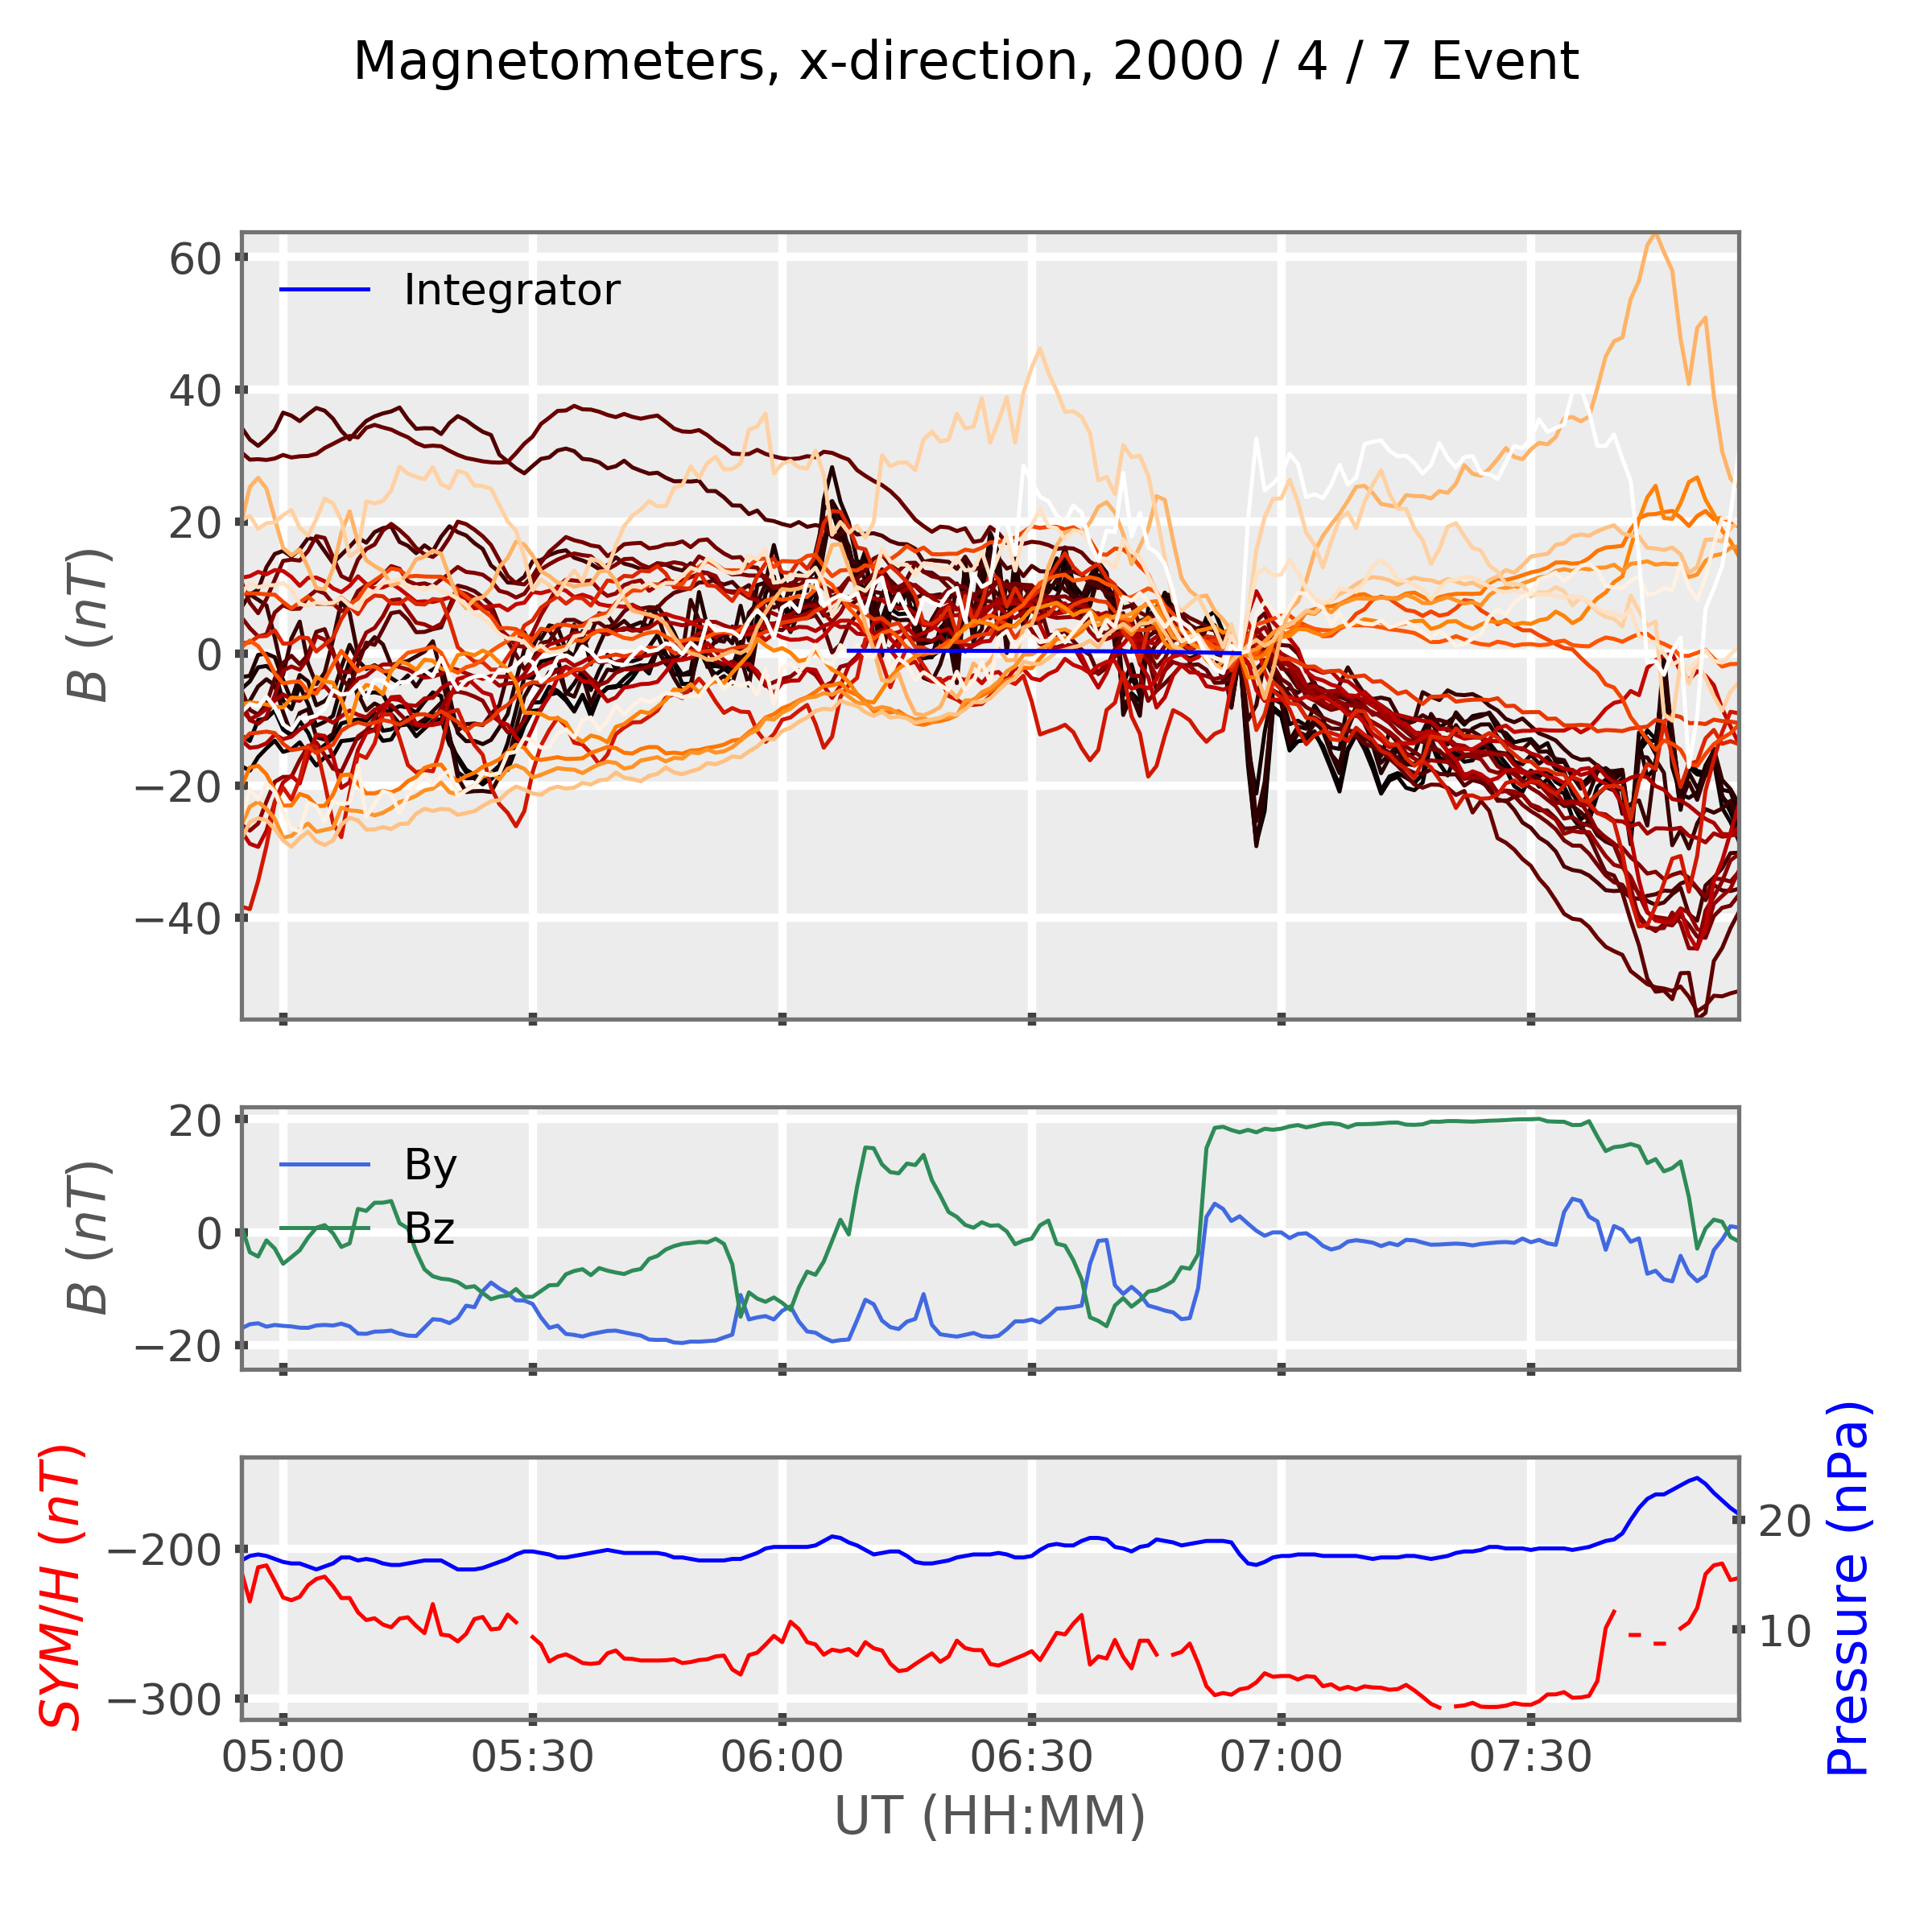 Magnetometers, x-direction, 2000 / 4 / 7 Event
60
40
20
0
−20
−40
B (nT)
Integrator
20
0
−20
B (nT)
By
Bz
−200
−300
SYM/H (nT)
20
10
Pressure (nPa)
05:00 05:30 06:00 06:30 07:00 07:30
UT (HH:MM)